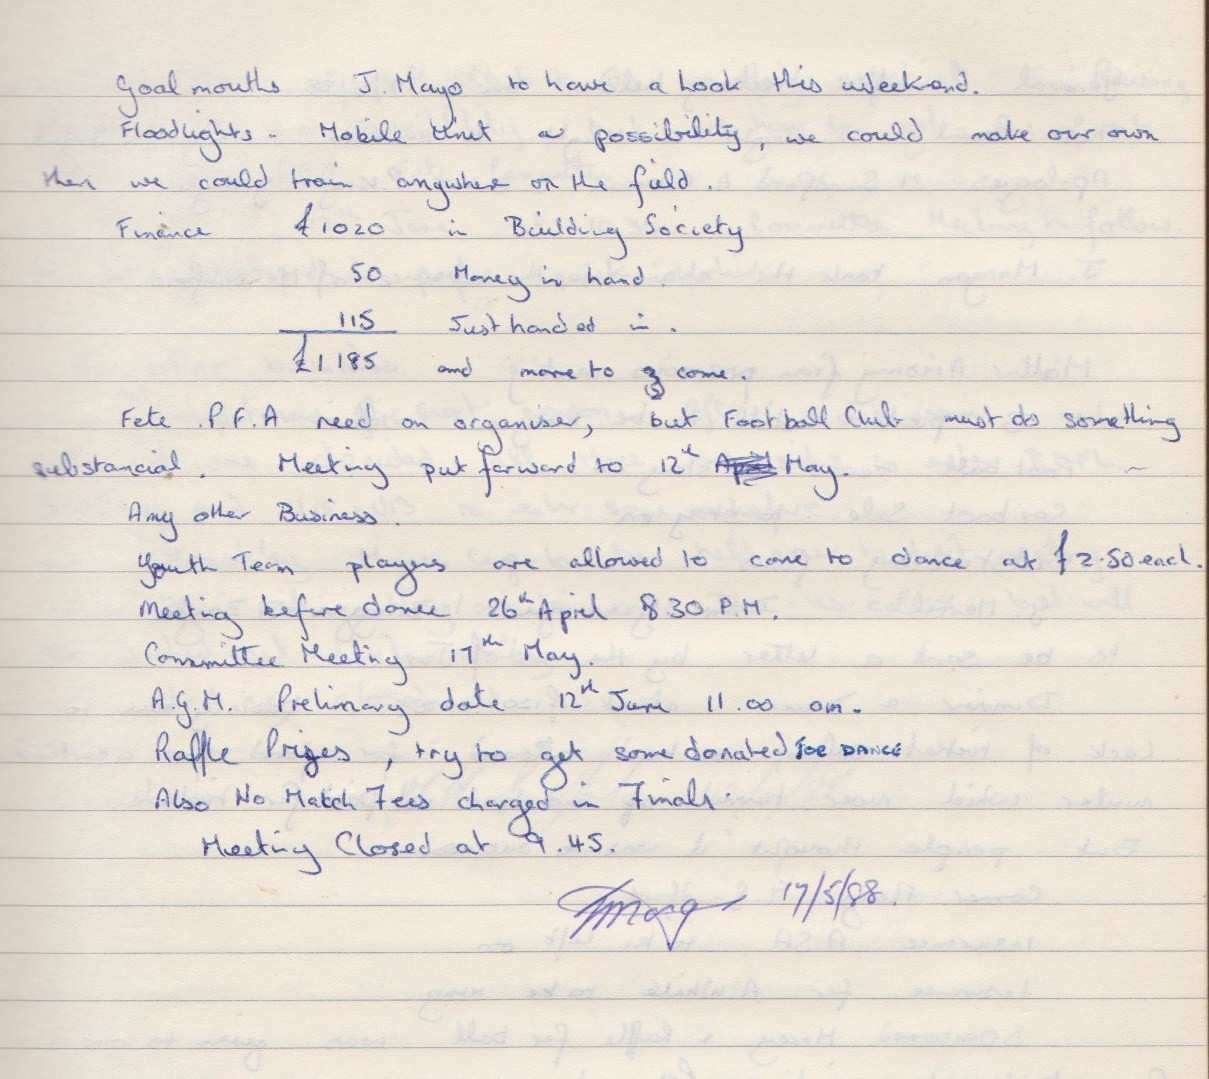 Goal mouths J. Mayo to have a look this weekend.
Floodlights - Mobile Unit a possibility, we could make our own
then we could train anywhere on the field.
Finance £1020 in Building Society
50 Money in hand.
115 Just handed in.
£1185 and more to come.
Fete .P.F.A need an organiser, but Football Club must do something
substancial. Meeting put forward to 12th April May.
Any other Business.
Youth Team players are allowed to come to dance at £2.50 each.
Meeting before dance 26th April 8.30 P.M.
Committee Meeting 17th May.
A.G.M. Prelimary date 12th June 11.00 am.
Raffle Prizes, try to get some donated FOR DANCE
Also No Match Fees charged in Finals.
Meeting Closed at 9.45.
17/5/88.